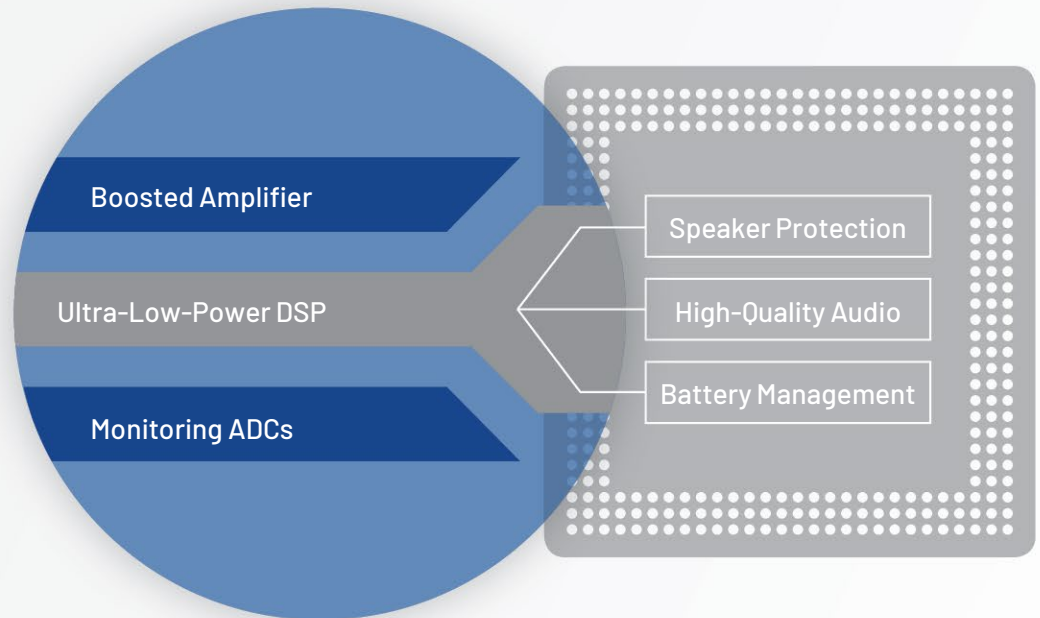 Boosted Amplifier
Ultra-Low-Power DSP
Monitoring ADCs
Speaker Protection
High-Quality Audio
Battery Management